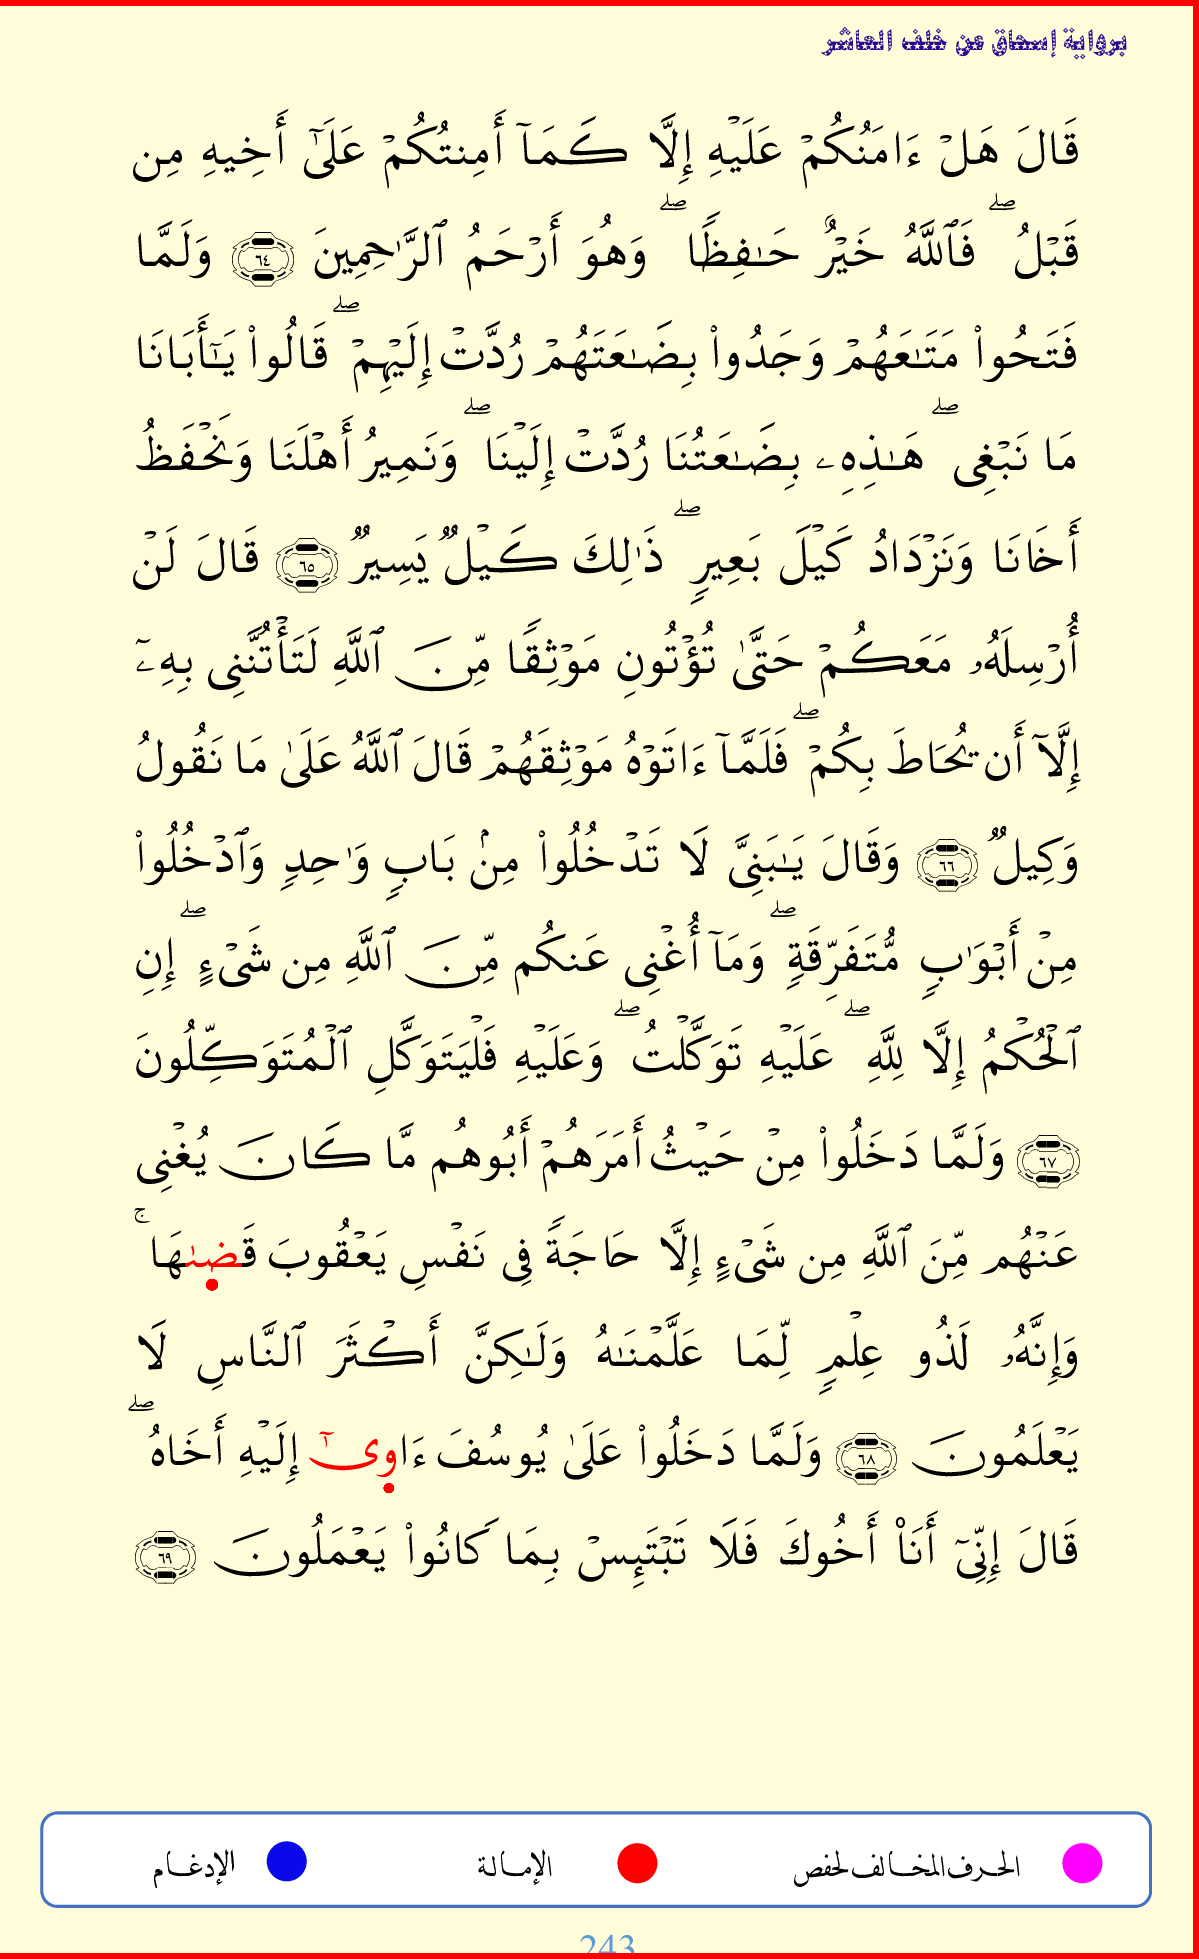 برواية إسحاق عن خلف العاشر
قَالَ هَلۡ ءَامَنُكُمۡ عَلَيۡهِ إِلَّا كَمَآ أَمِنتُكُمۡ عَلَىٰٓ أَخِيهِ مِن
قَبۡلُ ۖ فَٱللَّهُ خَيۡرٌ حَـٰفِظًا ۖ وَهُوَ أَرۡحَمُ ٱلرَّٰحِمِينَ ٦٤ وَلَمَّا
فَتَحُواْ مَتَـٰعَهُمۡ وَجَدُواْ بِضَـٰعَتَهُمۡ رُدَّتۡ إِلَيۡهِمۡ ۖ قَالُواْ يَـٰٓأَبَانَا
مَا نَبۡغِى ۖ هَـٰذِهِۦ بِضَـٰعَتُنَا رُدَّتۡ إِلَيۡنَا ۖ وَنَمِيرُ أَهۡلَنَا وَنَحۡفَظُ
أَخَانَا وَنَزۡدَادُ كَيۡلَ بَعِيرٍ ۖ ذَٰلِكَ كَيۡلٌ يَسِيرٌ ٦٥ قَالَ لَنۡ
أُرۡسِلَهُۥ مَعَكُمۡ حَتَّىٰ تُؤۡتُونِ مَوۡثِقًا مِّنَ ٱللَّهِ لَتَأۡتُنَّنِى بِهِۦٓ
إِلَّآ أَن يُحَاطَ بِكُمۡ ۖ فَلَمَّآ ءَاتَوۡهُ مَوۡثِقَهُمۡ قَالَ ٱللَّهُ عَلَىٰ مَا نَقُولُ
وَكِيلٌ ٦٦ وَقَالَ يَـٰبَنِىَّ لَا تَدۡخُلُواْ مِنۢ بَابٍ وَٰحِدٍ وَٱدۡخُلُواْ
مِنۡ أَبۡوَٰبٍ مُّتَفَرِّقَةٍ ۖ وَمَآ أُغۡنِى عَنكُم مِّنَ ٱللَّهِ مِن شَىۡءٍ ۖ إِنِ
ٱلۡحُكۡمُ إِلَّا لِلَّهِ ۖ عَلَيۡهِ تَوَكَّلۡتُ ۖ وَعَلَيۡهِ فَلۡيَتَوَكَّلِ ٱلۡمُتَوَكِّلُونَ
٦٧ وَلَمَّا دَخَلُواْ مِنۡ حَيۡثُ أَمَرَهُمۡ أَبُوهُم مَّا كَانَ يُغۡنِى
عَنۡهُم مِّنَ ٱللَّهِ مِن شَىۡءٍ إِلَّا حَاجَةً فِى نَفۡسِ يَعۡقُوبَ قَضَىٰهَا ۚ
وَإِنَّهُۥ لَذُو عِلۡمٍ لِّمَا عَلَّمۡنَـٰهُ وَلَـٰكِنَّ أَكۡثَرَ ٱلنَّاسِ لَا
يَعۡلَمُونَ ٦٨ وَلَمَّا دَخَلُواْ عَلَىٰ يُوسُفَ ءَاوِىٓ إِلَيۡهِ أَخَاهُ ۖ
قَالَ إِنِّىٓ أَنَا۠ أَخُوكَ فَلَا تَبۡتَئِسۡ بِمَا كَانُواْ يَعۡمَلُونَ ٦٩
الحرف المخالف لحفص الإمالة الإدغام
243